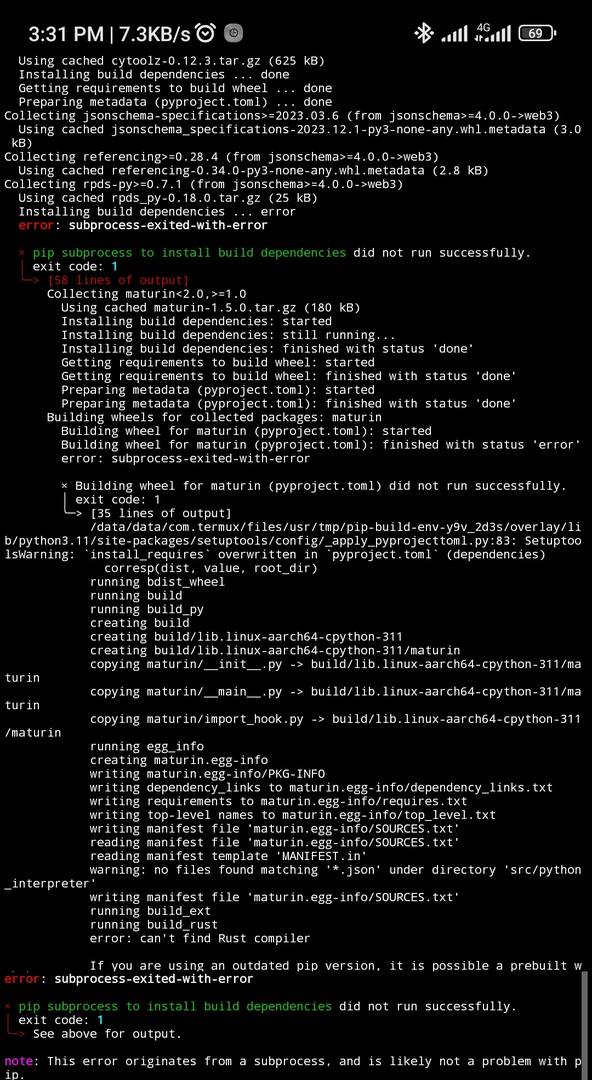 3:31 PM | 7.3KB/s 4G 69
Using cached cytoolz-0.12.3.tar.gz (625 kB)
Installing build dependencies ... done
Getting requirements to build wheel ... done
Preparing metadata (pyproject.toml) ... done
Collecting jsonschema-specifications>=2023.03.6 (from jsonschema>=4.0.0->web3)
Using cached jsonschema_specifications-2023.12.1-py3-none-any.whl.metadata (3.0
kB)
Collecting referencing>=0.28.4 (from jsonschema>=4.0.0->web3)
Using cached referencing-0.34.0-py3-none-any.whl.metadata (2.8 kB)
Collecting rpds-py>=0.7.1 (from jsonschema>=4.0.0->web3)
Using cached rpds_py-0.18.0.tar.gz (25 kB)
Installing build dependencies ... error
error: subprocess-exited-with-error
× pip subprocess to install build dependencies did not run successfully.
│ exit code: 1
╰─> [58 lines of output]
Collecting maturin<2.0,>=1.0
Using cached maturin-1.5.0.tar.gz (180 kB)
Installing build dependencies: started
Installing build dependencies: still running...
Installing build dependencies: finished with status 'done'
Getting requirements to build wheel: started
Getting requirements to build wheel: finished with status 'done'
Preparing metadata (pyproject.toml): started
Preparing metadata (pyproject.toml): finished with status 'done'
Building wheels for collected packages: maturin
Building wheel for maturin (pyproject.toml): started
Building wheel for maturin (pyproject.toml): finished with status 'error'
error: subprocess-exited-with-error
× Building wheel for maturin (pyproject.toml) did not run successfully.
│ exit code: 1
╰─> [35 lines of output]
/data/data/com.termux/files/usr/tmp/pip-build-env-y9v_2d3s/overlay/li
b/python3.11/site-packages/setuptools/config/_apply_pyprojecttoml.py:83: Setuptoo
lsWarning: `install_requires` overwritten in `pyproject.toml` (dependencies)
corresp(dist, value, root_dir)
running bdist_wheel
running build
running build_py
creating build
creating build/lib.linux-aarch64-cpython-311
creating build/lib.linux-aarch64-cpython-311/maturin
copying maturin/__init__.py -> build/lib.linux-aarch64-cpython-311/ma
turin
copying maturin/__main__.py -> build/lib.linux-aarch64-cpython-311/ma
turin
copying maturin/import_hook.py -> build/lib.linux-aarch64-cpython-311
/maturin
running egg_info
creating maturin.egg-info
writing maturin.egg-info/PKG-INFO
writing dependency_links to maturin.egg-info/dependency_links.txt
writing requirements to maturin.egg-info/requires.txt
writing top-level names to maturin.egg-info/top_level.txt
writing manifest file 'maturin.egg-info/SOURCES.txt'
reading manifest file 'maturin.egg-info/SOURCES.txt'
reading manifest template 'MANIFEST.in'
warning: no files found matching '*.json' under directory 'src/python
_interpreter'
writing manifest file 'maturin.egg-info/SOURCES.txt'
running build_ext
running build_rust
error: can't find Rust compiler
If you are using an outdated pip version, it is possible a prebuilt w
error: subprocess-exited-with-error
× pip subprocess to install build dependencies did not run successfully.
│ exit code: 1
╰─> See above for output.
note: This error originates from a subprocess, and is likely not a problem with p
ip.